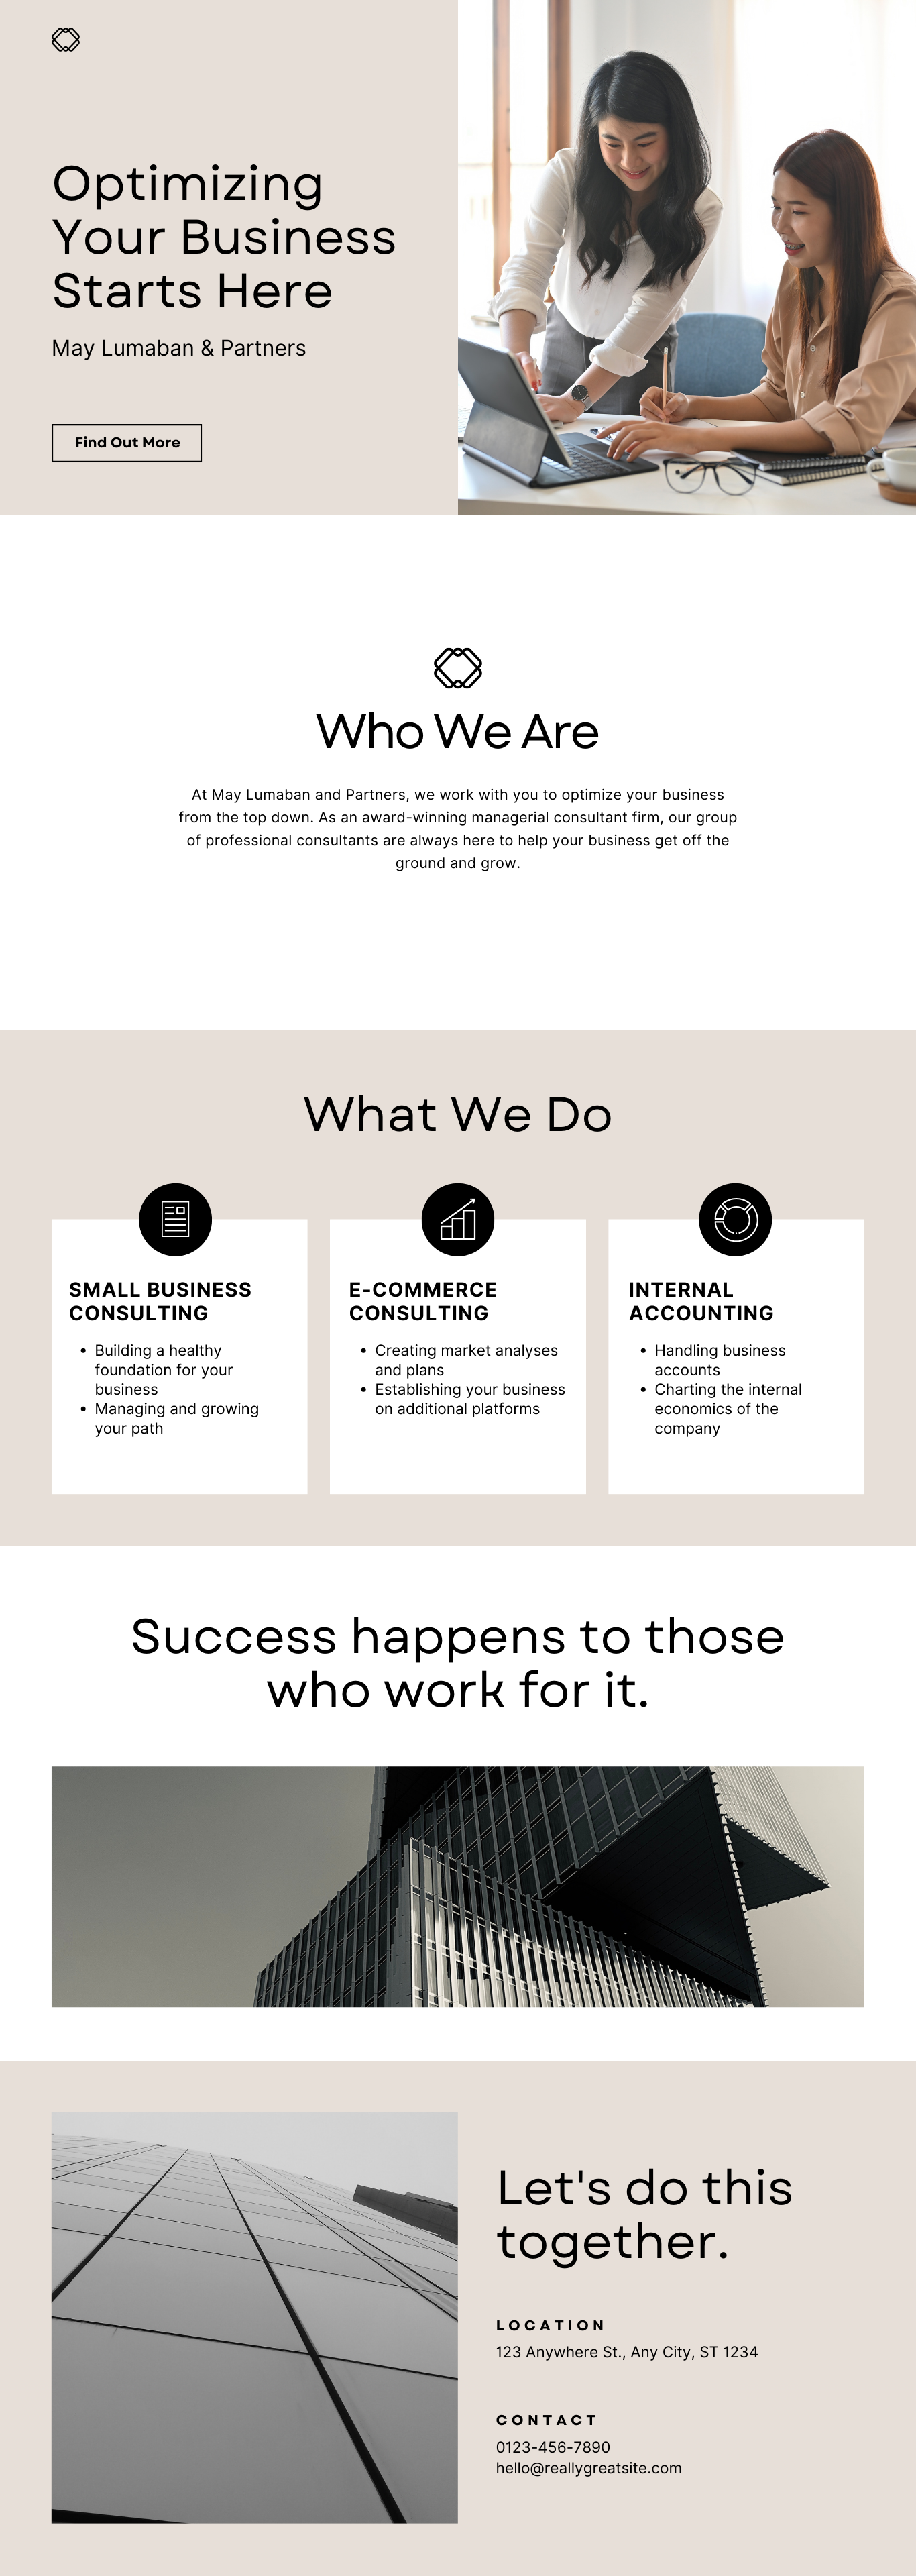 Optimizing
Your Business
Starts Here
May Lumaban & Partners
Find Out More
Who We Are
At May Lumaban and Partners, we work with you to optimize your business
from the top down. As an award-winning managerial consultant firm, our group
of professional consultants are always here to help your business get off the
ground and grow.
What We Do
SMALL BUSINESS
CONSULTING
• Building a healthy
foundation for your
business
• Managing and growing
your path
E-COMMERCE
CONSULTING
• Creating market analyses
and plans
• Establishing your business
on additional platforms
INTERNAL
ACCOUNTING
• Handling business
accounts
• Charting the internal
economics of the
company
Success happens to those
who work for it.
Let's do this
together.
LOCATION
123 Anywhere St., Any City, ST 1234
CONTACT
0123-456-7890
hello@reallygreatsite.com